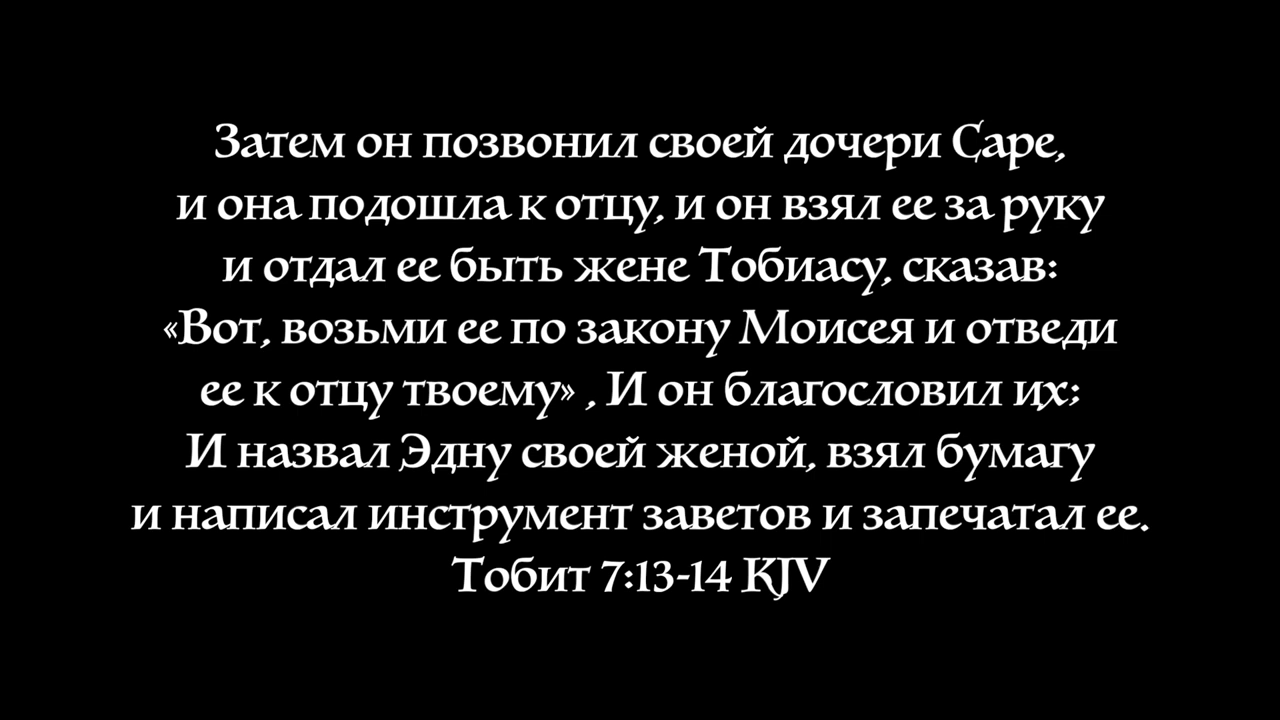 Затем он позвонил своей дочери Саре,
и она подошла к отцу, и он взял ее за руку
и отдал ее быть жене Тобиасу, сказав:
«Вот, возьми ее по закону Моисея и отведи
ее к отцу твоему» , И он благословил их;
И назвал Эдну своей женой, взял бумагу
и написал инструмент заветов и запечатал ее.
Тобит 7:13-14 KJV